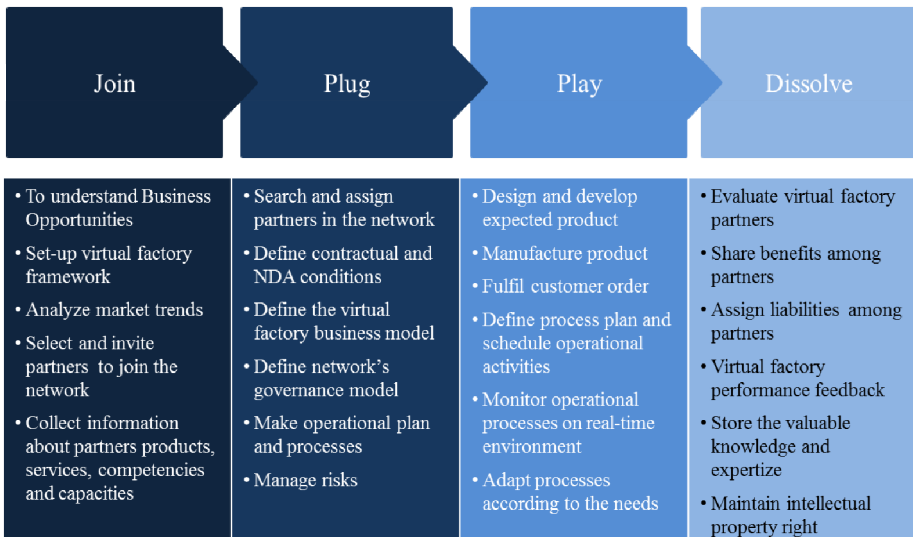 Join
Plug
Play
Dissolve
• To understand Business
Opportunities
• Set-up virtual factory
framework
• Analyze market trends
• Select and invite
partners to join the
network
• Collect information
about partners products,
services, competencies
and capacities
• Search and assign
partners in the network
• Define contractual and
NDA conditions
• Define the virtual
factory business model
• Define network's
governance model
• Make operational plan
and processes
• Manage risks
• Design and develop
expected product
• Manufacture product
• Fulfil customer order
• Define process plan and
schedule operational
activities
• Monitor operational
processes on real-time
environment
• Adapt processes
according to the needs
• Evaluate virtual factory
partners
• Share benefits among
partners
• Assign liabilities among
partners
• Virtual factory
performance feedback
• Store the valuable
knowledge and
expertize
• Maintain intellectual
property right